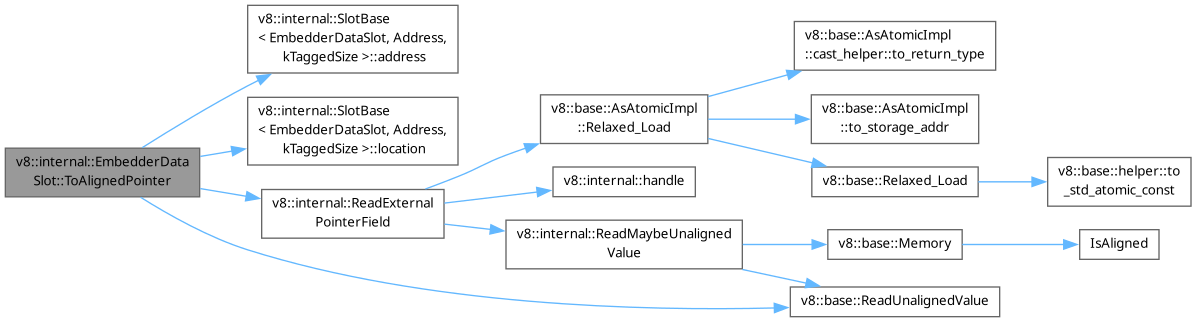 v8::internal::SlotBase
< EmbedderDataSlot, Address,
kTaggedSize >::address
v8::internal::SlotBase
< EmbedderDataSlot, Address,
kTaggedSize >::location
v8::internal::EmbedderData
Slot::ToAlignedPointer
v8::internal::ReadExternal
PointerField
v8::base::AsAtomicImpl
::Relaxed_Load
v8::internal::handle
v8::internal::ReadMaybeUnaligned
Value
v8::base::AsAtomicImpl
::cast_helper::to_return_type
v8::base::AsAtomicImpl
::to_storage_addr
v8::base::Relaxed_Load
v8::base::helper::to
_std_atomic_const
v8::base::Memory
IsAligned
v8::base::ReadUnalignedValue